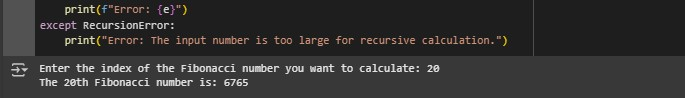 print(f"Error: {e}")
except RecursionError:
print("Error: The input number is too large for recursive calculation.")
Enter the index of the Fibonacci number you want to calculate: 20
The 20th Fibonacci number is: 6765